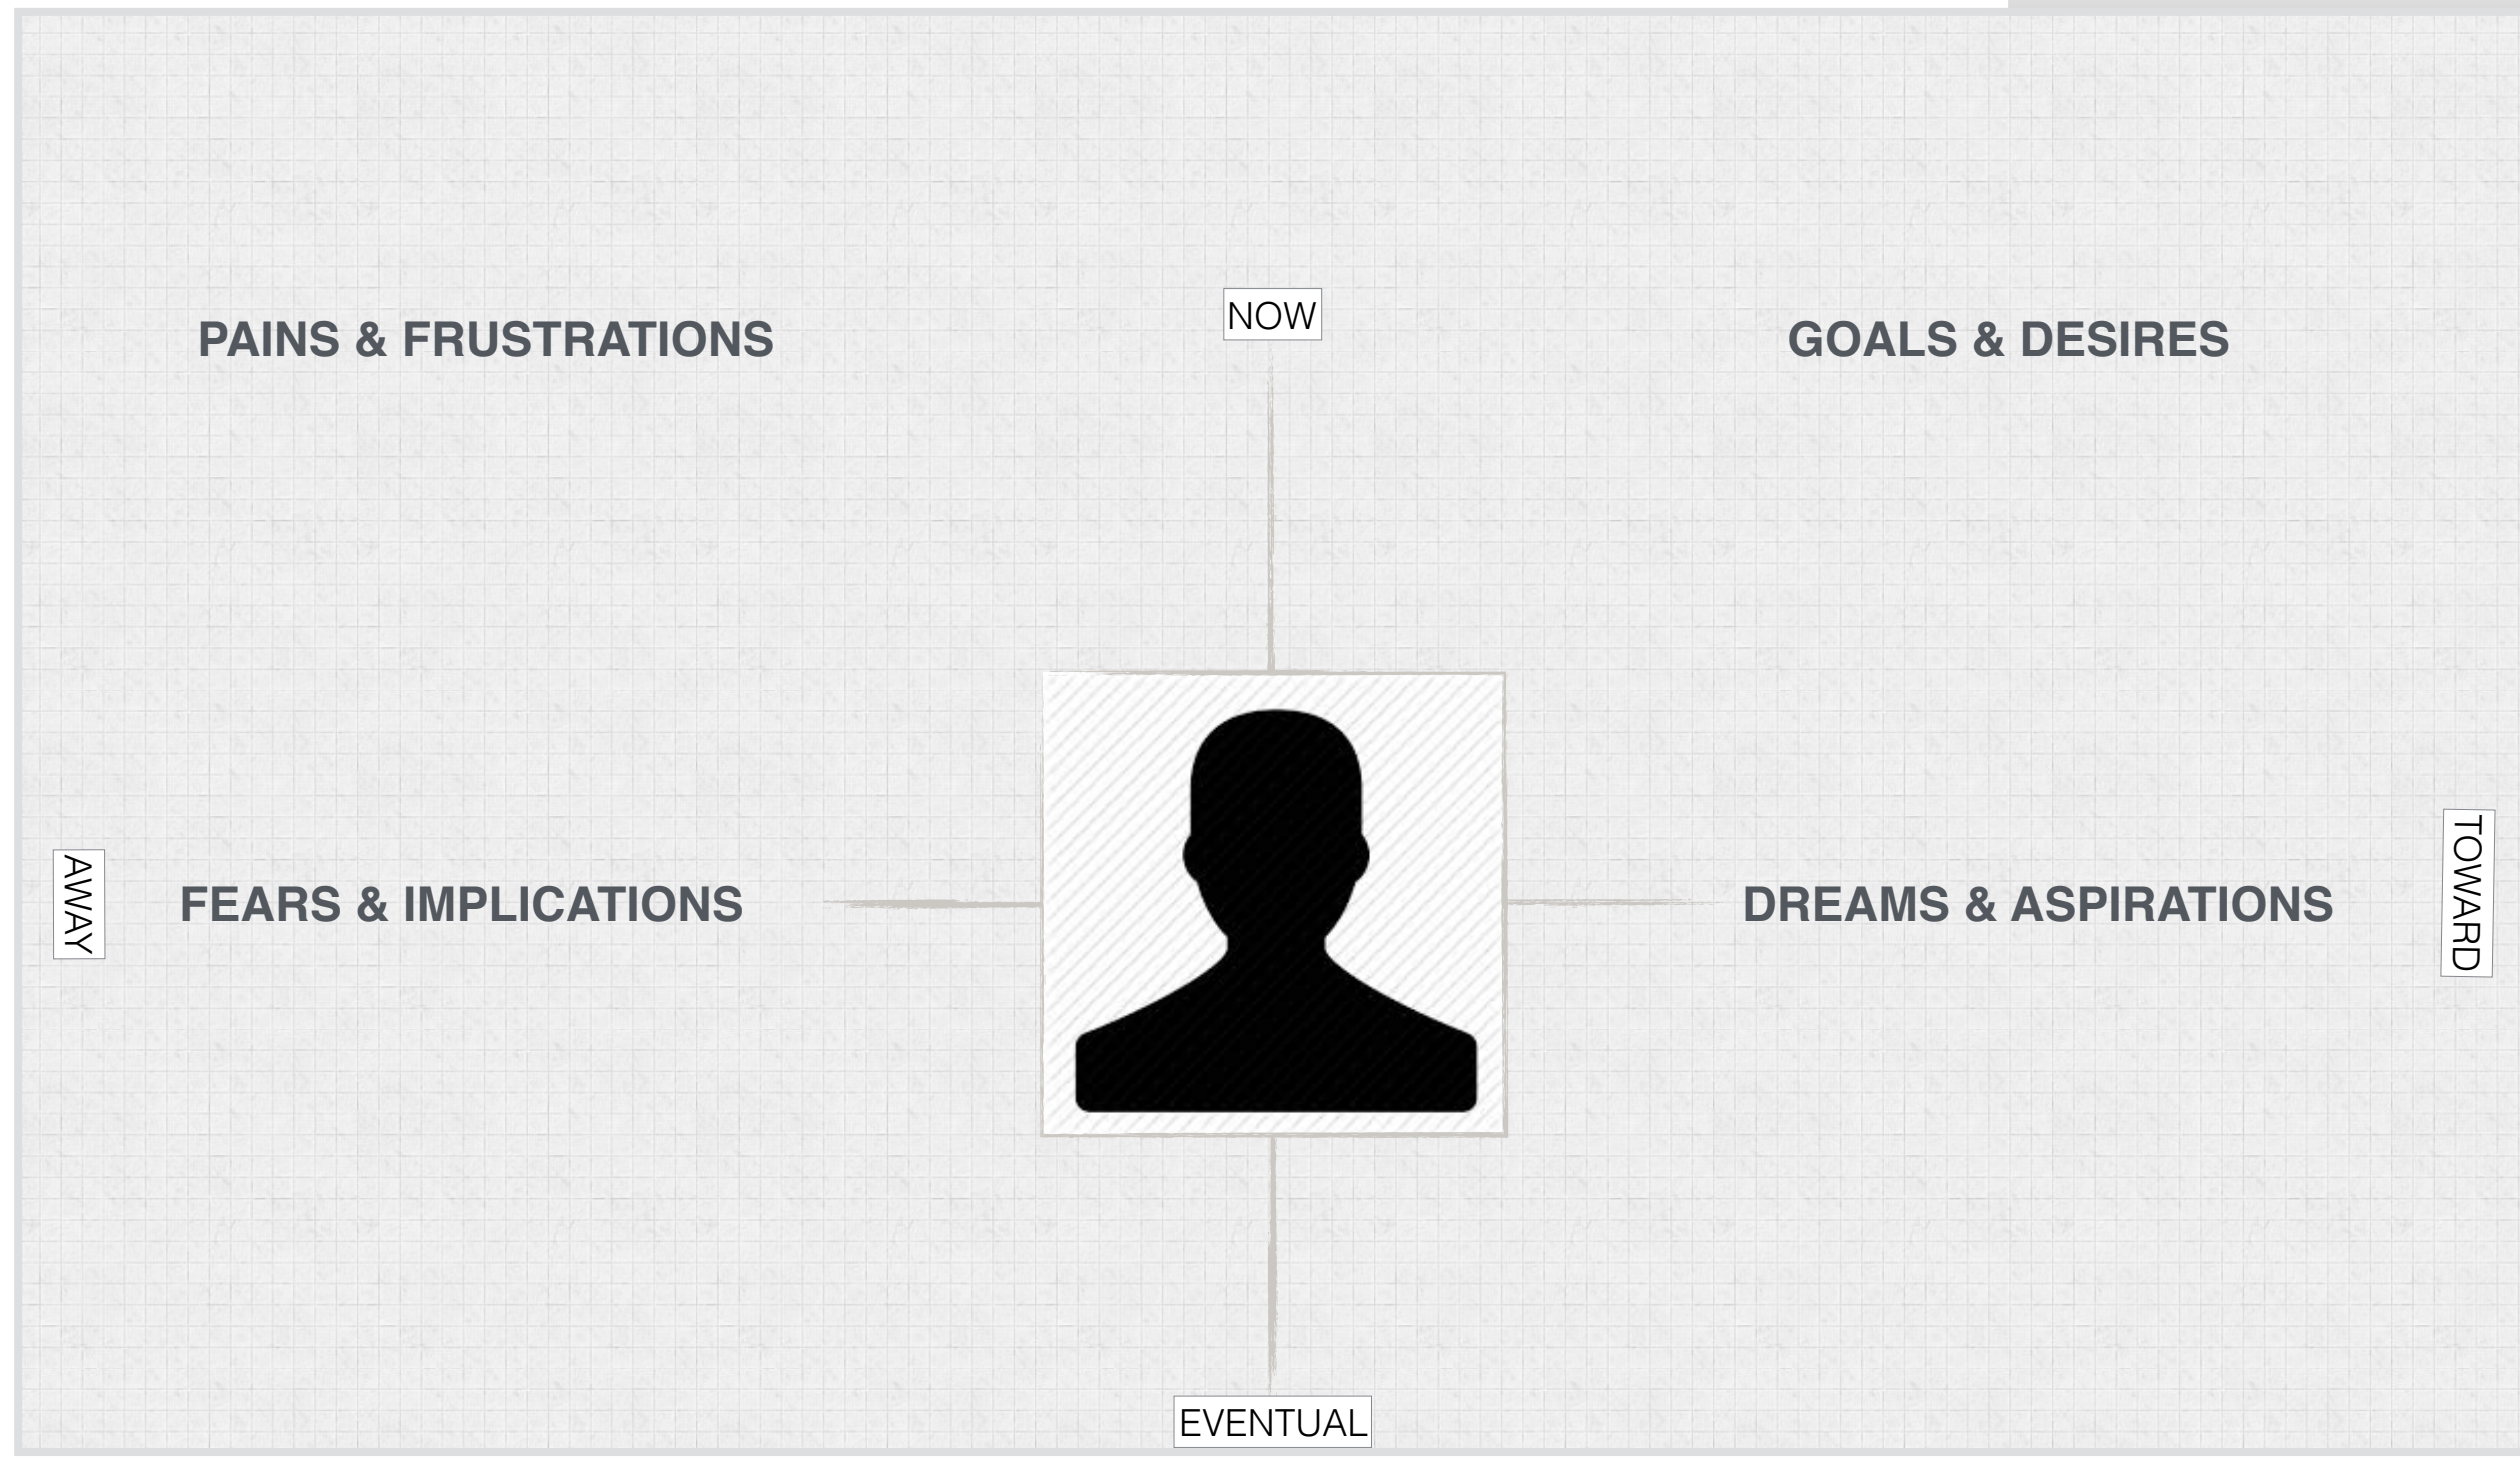 NOW
PAINS & FRUSTRATIONS
GOALS & DESIRES
AWAY
FEARS & IMPLICATIONS
DREAMS & ASPIRATIONS
TOWARD
EVENTUAL